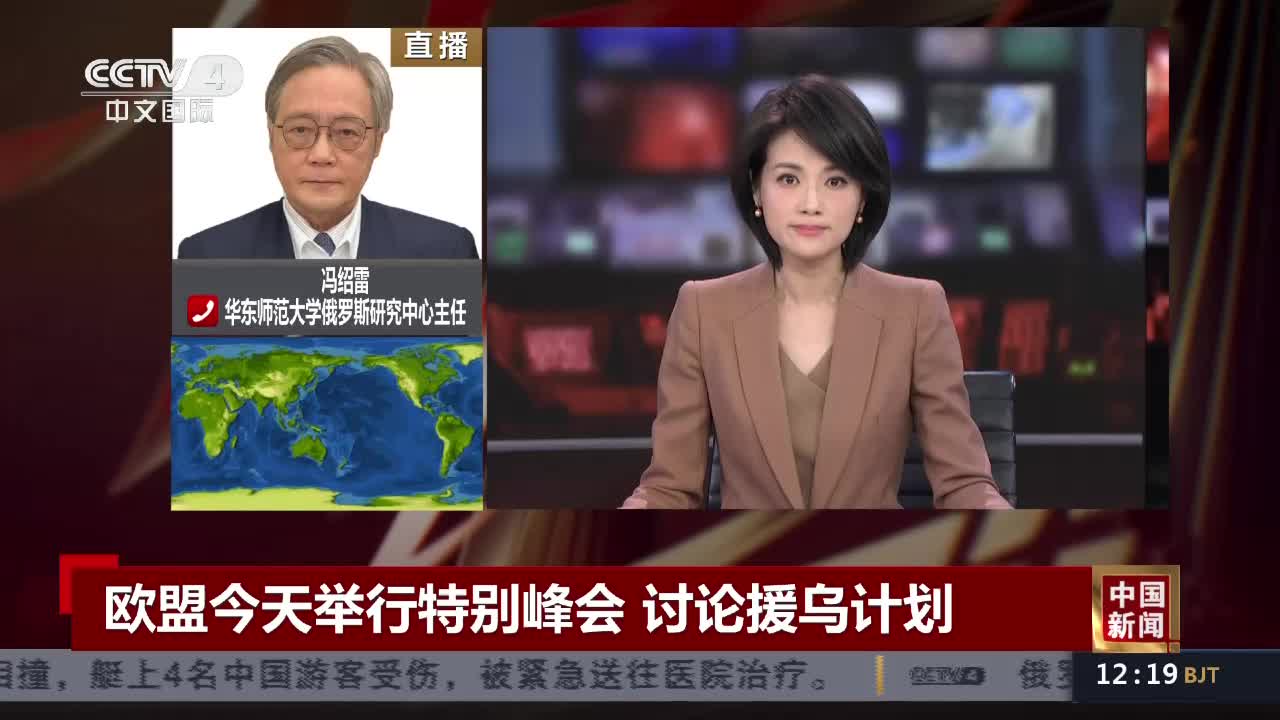 CCTV 4
中文国际
直播
冯绍雷
华东师范大学俄罗斯研究中心主任
欧盟今天举行特别峰会 讨论援乌计划
中国
新闻
撞，艇上4名中国游客受伤，被紧急送往医院治疗。 CCTV 4 俄
12:19 BJT